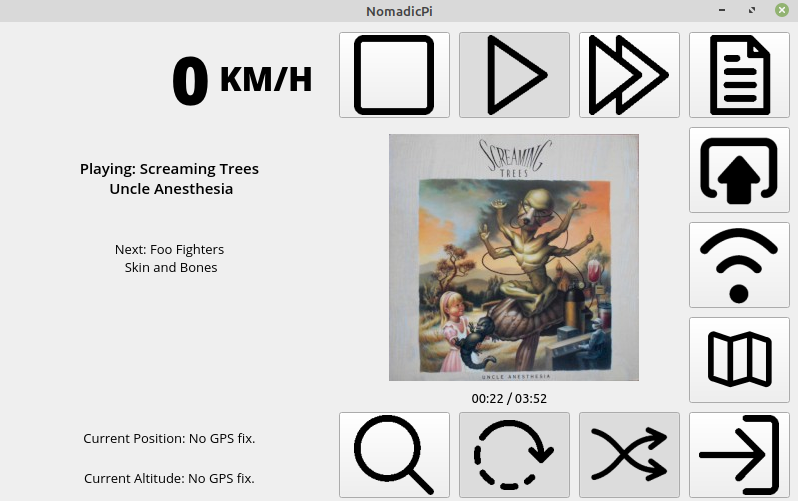 NomadicPi
0 KM/H
Playing: Screaming Trees
Uncle Anesthesia
Next: Foo Fighters
Skin and Bones
SCREAMING
TREES
UNCLE ANESTHESIA
00:22 / 03:52
Current Position: No GPS fix.
Current Altitude: No GPS fix.